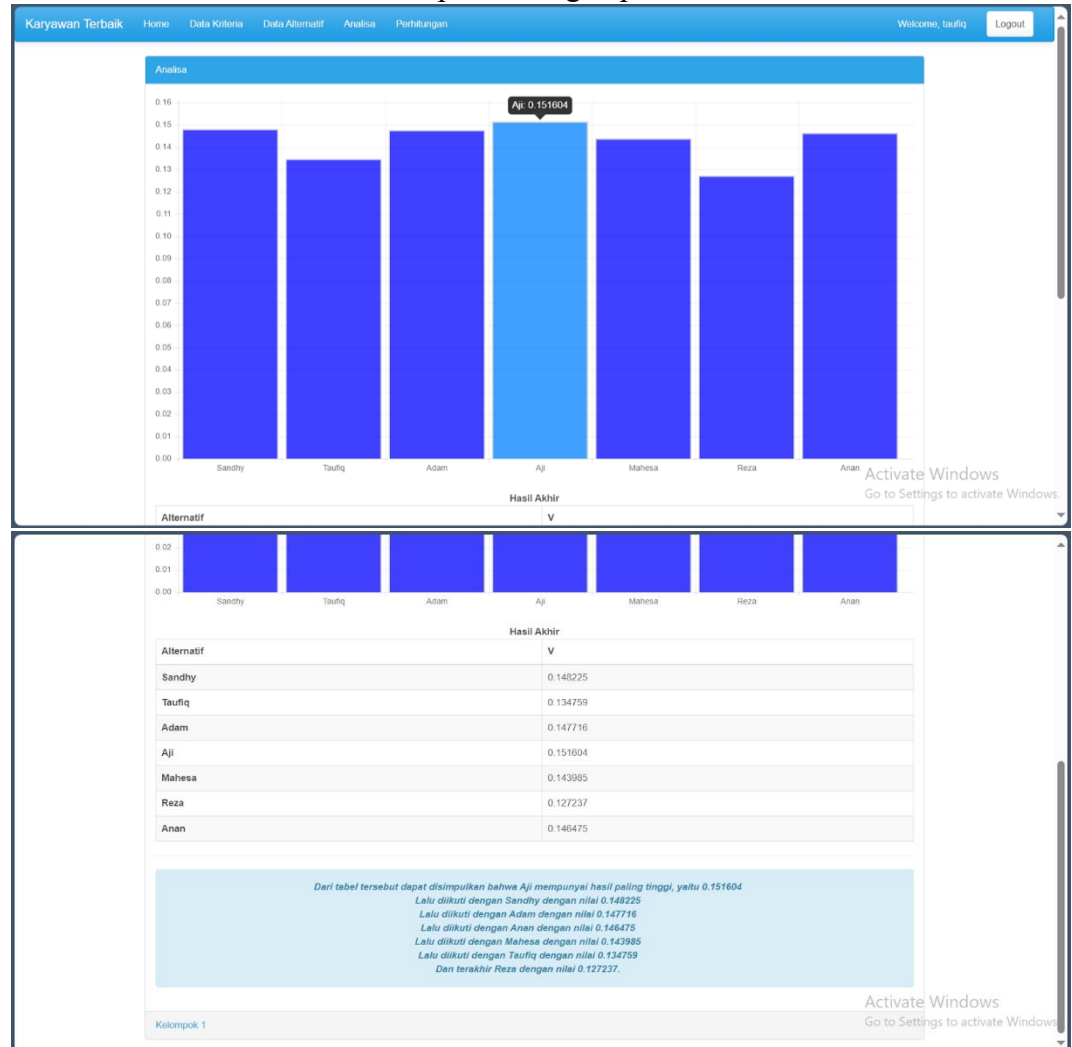 Karyawan Terbaik Home Data Kriteria Data Alternatif Analisa Perhitungan Welcome, taufiq Logout
Analisa
0.16
Aji: 0.151604
0.15
0.14
0.13
0.12
0.11
0.10
0.09
0.08
0.07
0.06
0.05
0.04
0.03
0.02
0.01
0.00
Sandhy Taufiq Adam Aji Mahesa Reza Anan
Activate Windows
Go to Settings to activate Windows.
Hasil Akhir
Alternatif V
0.02
0.01
0.00
Sandhy Taufiq Adam Aji Mahesa Reza Anan
Hasil Akhir
Alternatif V
Sandhy 0.148225
Taufiq 0.134759
Adam 0.147716
Aji 0.151604
Mahesa 0.143985
Reza 0.127237
Anan 0.146475
Dari tabel tersebut dapat disimpulkan bahwa Aji mempunyai hasil paling tinggi, yaitu 0.151604
Lalu diikuti dengan Sandhy dengan nilai 0.148225
Lalu diikuti dengan Adam dengan nilai 0.147716
Lalu diikuti dengan Anan dengan nilai 0.146475
Lalu diikuti dengan Mahesa dengan nilai 0.143985
Lalu diikuti dengan Taufiq dengan nilai 0.134759
Dan terakhir Reza dengan nilai 0.127237.
Activate Windows
Go to Settings to activate Windows
Kelompok 1